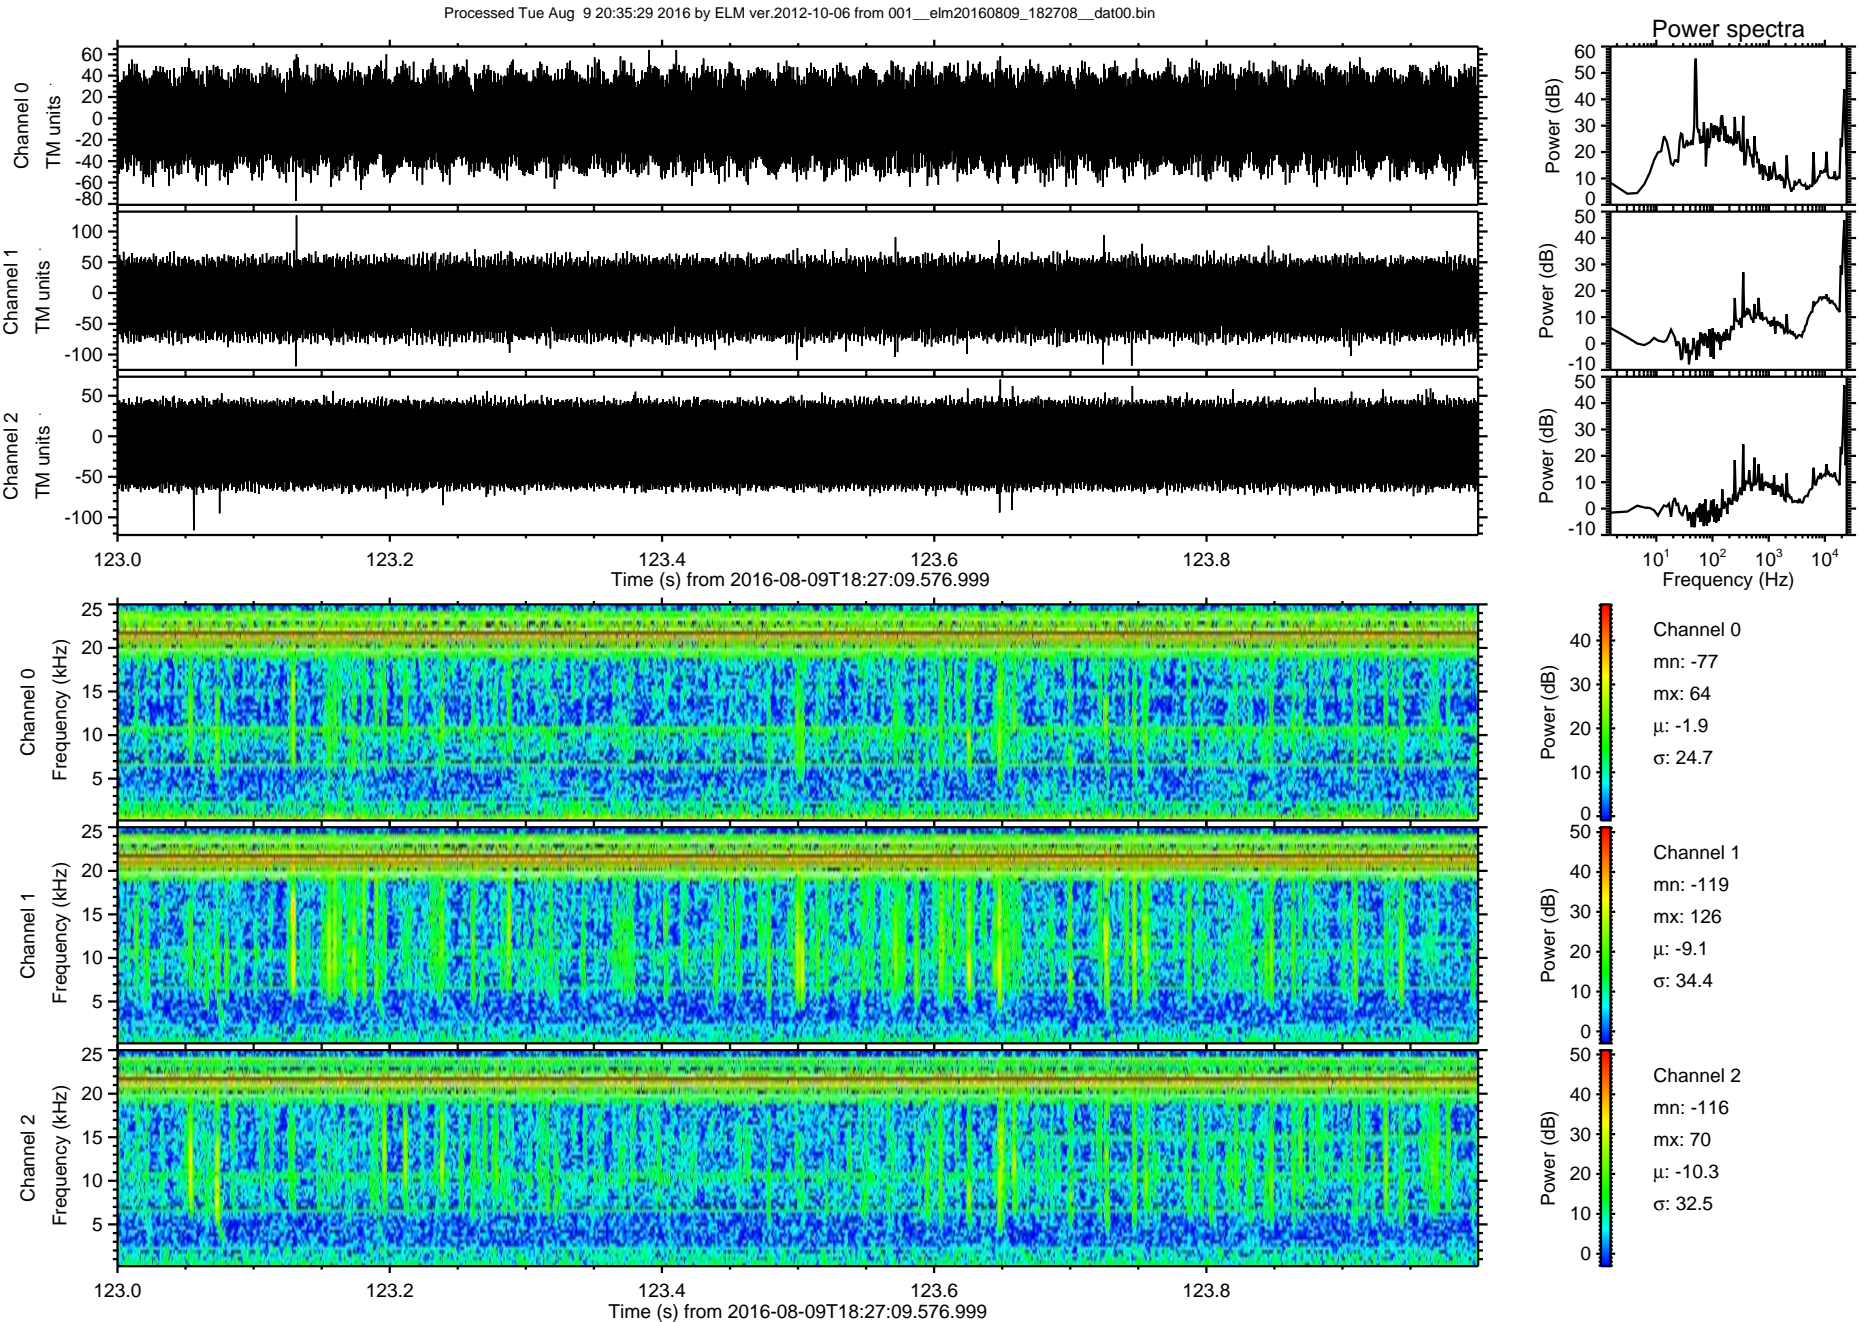 Processed Tue Aug  9 20:35:29 2016 by ELM ver.2012-10-06 from 001__elm20160809_182708__dat00.bin
Power spectra
Channel 0
TM units
60
40
20
0
-20
-40
-60
-80
Power (dB)
60
50
40
30
20
10
0
Channel 1
TM units
100
50
0
-50
-100
Power (dB)
50
40
30
20
10
0
-10
Channel 2
TM units
50
0
-50
-100
Power (dB)
50
40
30
20
10
0
-10
123.0 123.2 123.4 123.6 123.8
Time (s) from 2016-08-09T18:27:09.576.999
10¹ 10² 10³ 10⁴
Frequency (Hz)
Channel 0
Frequency (kHz)
25
20
15
10
5
Power (dB)
40
30
20
10
0
Channel 0
mn: -77
mx: 64
μ: -1.9
σ: 24.7
Channel 1
Frequency (kHz)
25
20
15
10
5
Power (dB)
50
40
30
20
10
0
Channel 1
mn: -119
mx: 126
μ: -9.1
σ: 34.4
Channel 2
Frequency (kHz)
25
20
15
10
5
Power (dB)
50
40
30
20
10
0
Channel 2
mn: -116
mx: 70
μ: -10.3
σ: 32.5
123.0 123.2 123.4 123.6 123.8
Time (s) from 2016-08-09T18:27:09.576.999